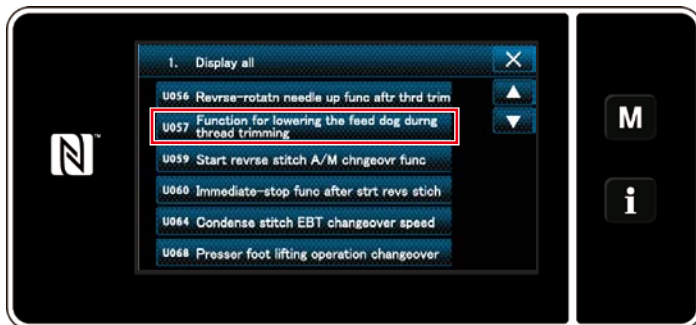 1. Display all
U056 Revrse-rotatn needle up func aftr thrd trim
U057 Function for lowering the feed dog durng
thread trimming
U059 Start revrse stitch A/M chngeovr func
U060 Immediate-stop func after strt revs stich
U064 Condense stitch EBT changeover speed
U068 Presser foot lifting operation changeover
M
i